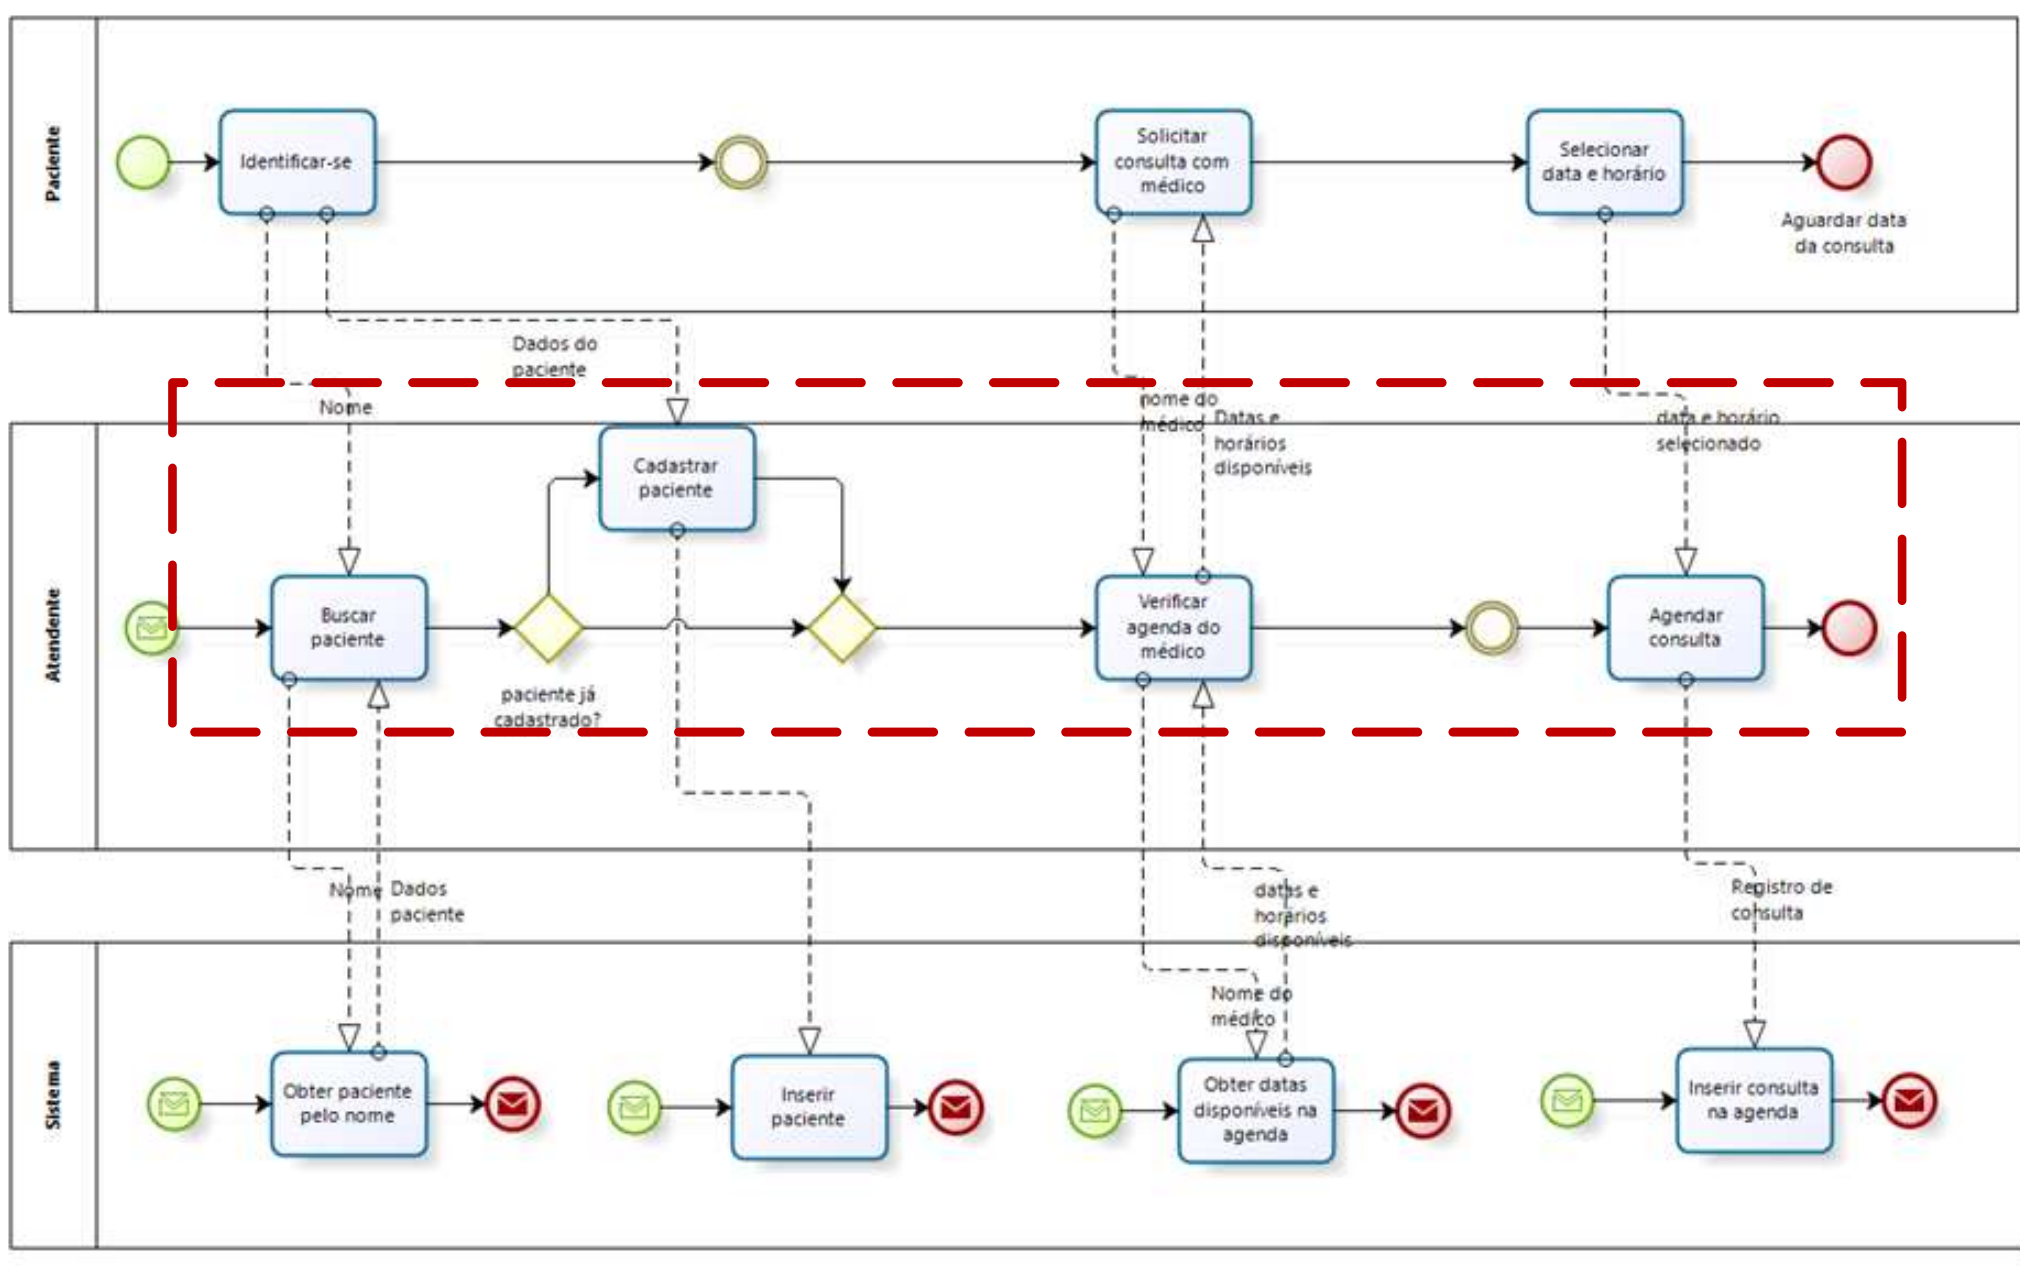 Paciente
Identificar-se
Solicitar
consulta com
médico
Selecionar
data e horário
Aguardar data
da consulta
Dados do
paciente
Nome
nome do
médico
Datas e
horários
disponíveis
data e horário
selecionado
Atendente
Cadastrar
paciente
Buscar
paciente
paciente já
cadastrado?
Verificar
agenda do
médico
Agendar
consulta
Nome
Dados
paciente
datas e
horários
disponíveis
Registro de
consulta
Nome do
médico
Sistema
Obter paciente
pelo nome
Inserir
paciente
Obter datas
disponíveis na
agenda
Inserir consulta
na agenda